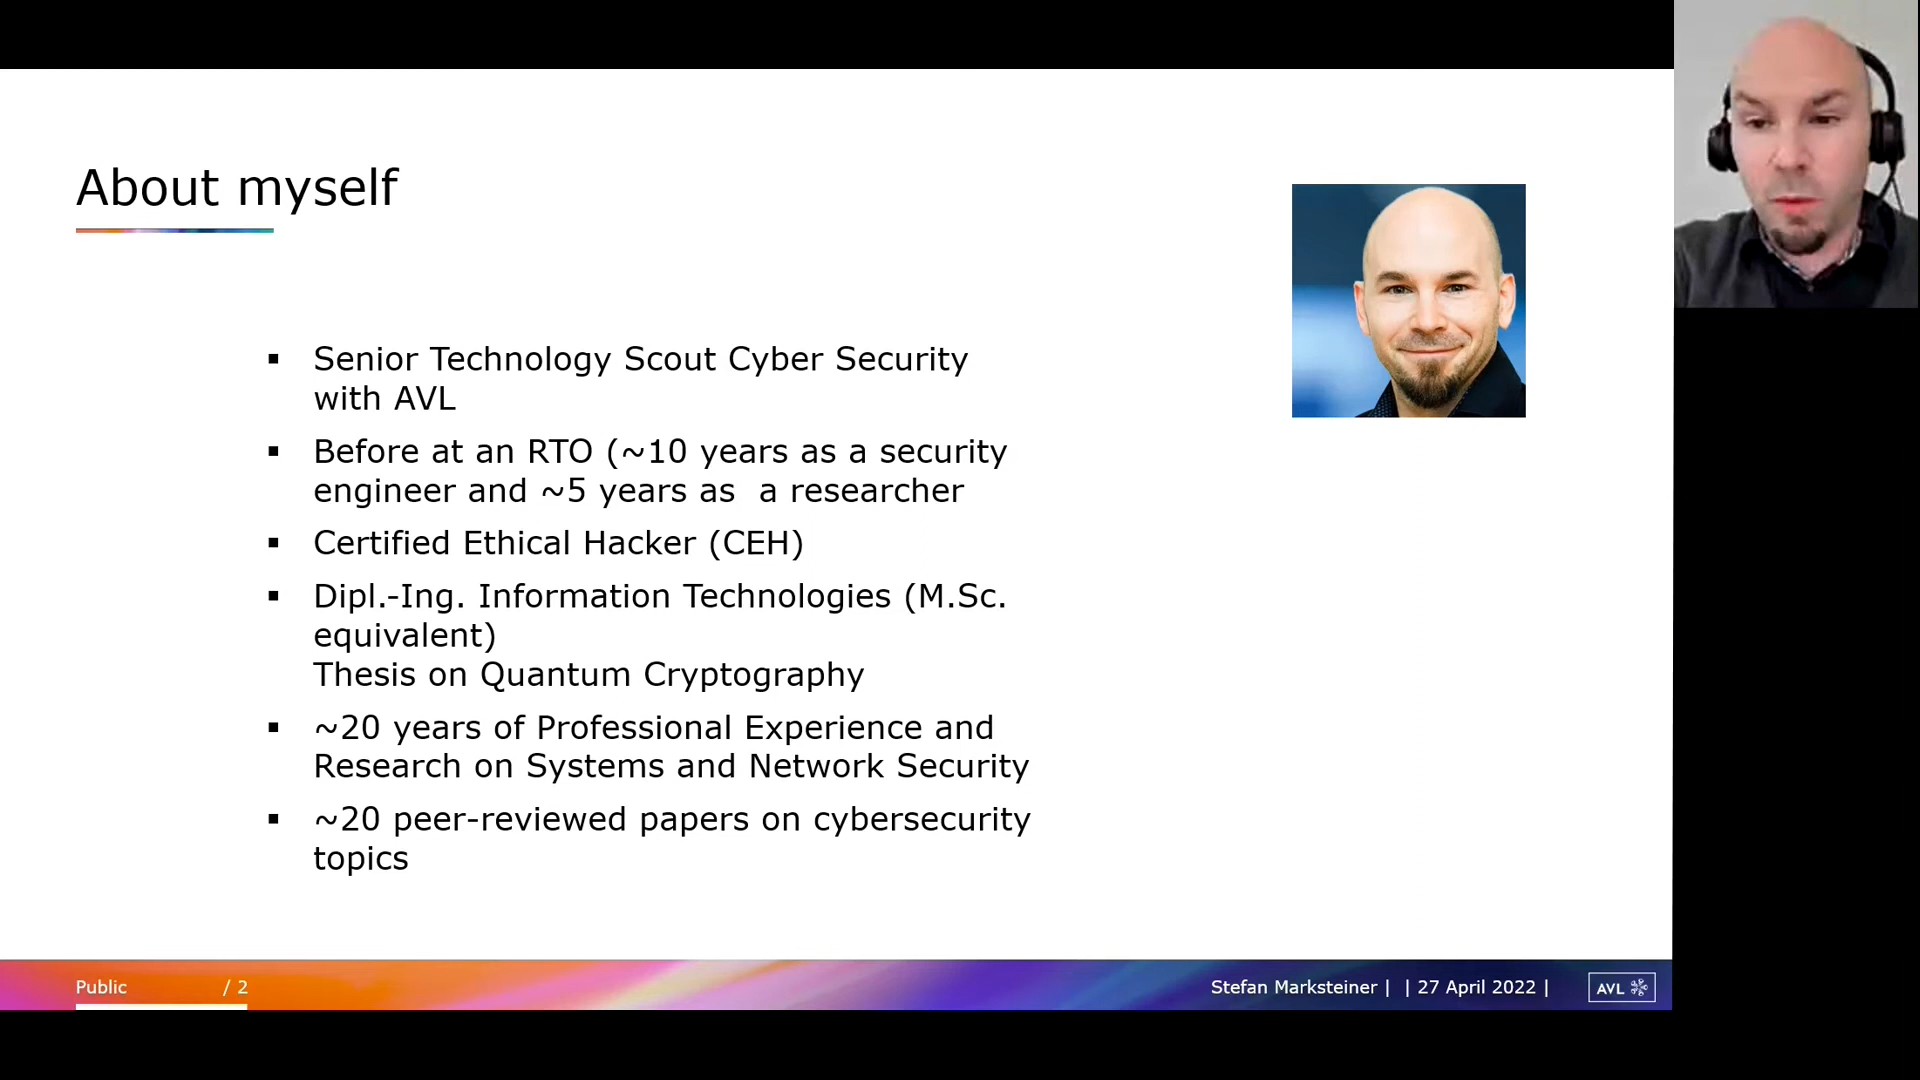 About myself
▪ Senior Technology Scout Cyber Security
with AVL
▪ Before at an RTO (~10 years as a security
engineer and ~5 years as  a researcher
▪ Certified Ethical Hacker (CEH)
▪ Dipl.-Ing. Information Technologies (M.Sc.
equivalent)
Thesis on Quantum Cryptography
▪ ~20 years of Professional Experience and
Research on Systems and Network Security
▪ ~20 peer-reviewed papers on cybersecurity
topics
Public / 2 Stefan Marksteiner | | 27 April 2022 | AVL